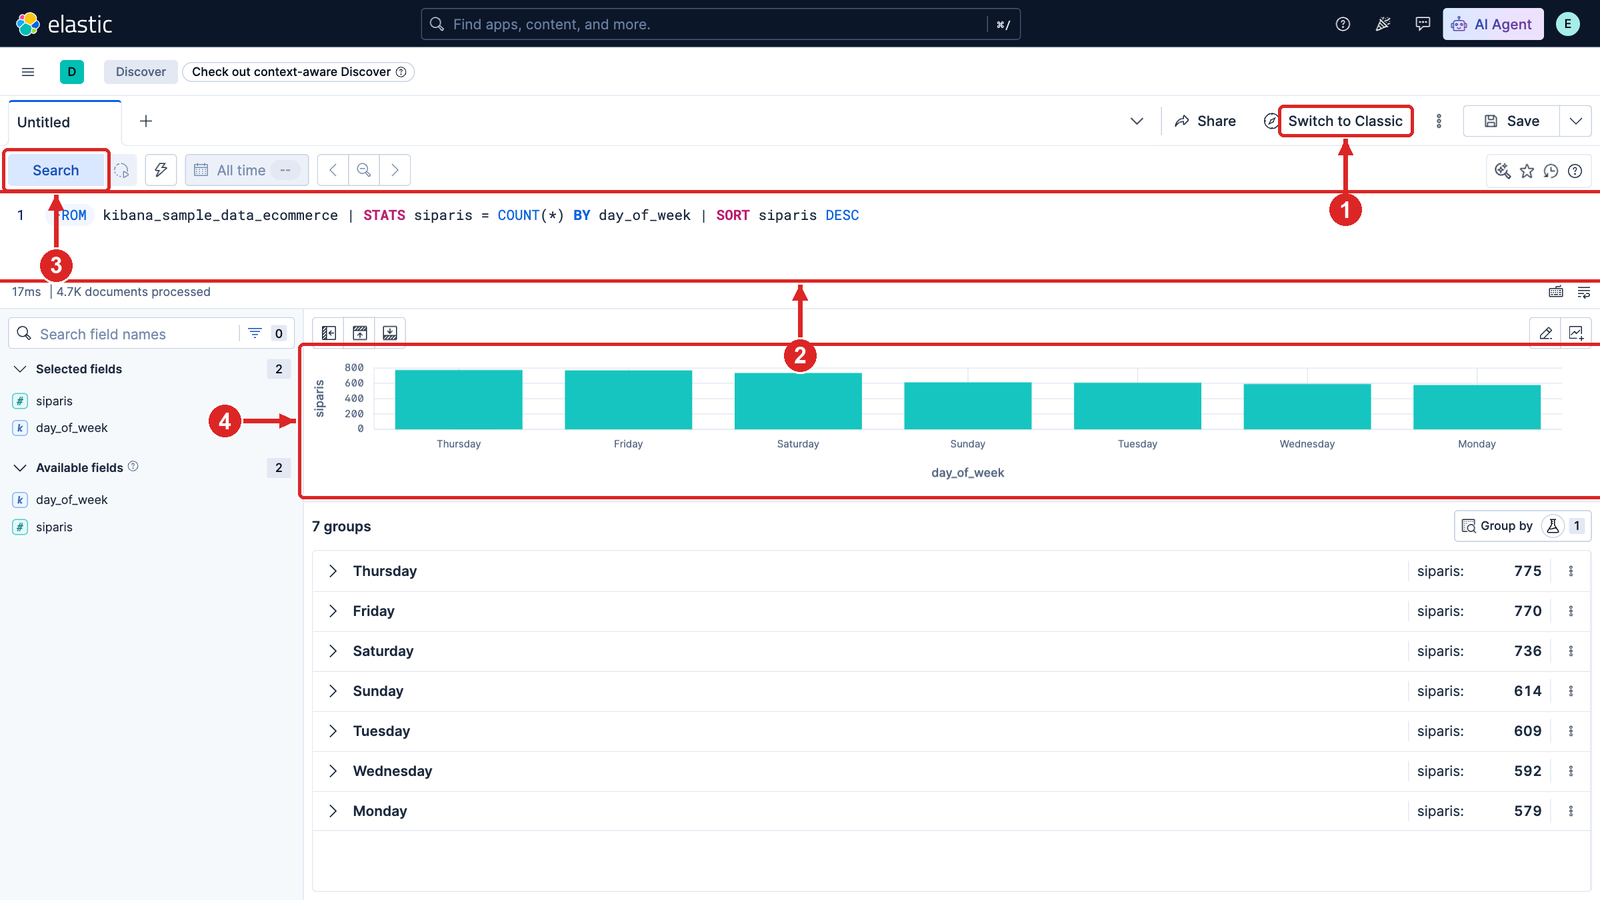 elastic
Find apps, content, and more.
⌘/
AI Agent
E
D
Discover
Check out context-aware Discover
Untitled
Share
Switch to Classic
Save
Search
All time
--
1
1 FROM kibana_sample_data_ecommerce | STATS siparis = COUNT(*) BY day_of_week | SORT siparis DESC
3
17ms | 4.7K documents processed
2
Search field names
0
Selected fields
2
# siparis
k day_of_week
Available fields
2
k day_of_week
# siparis
4
siparis
800
600
400
200
0
Thursday
Friday
Saturday
Sunday
Tuesday
Wednesday
Monday
day_of_week
7 groups
Group by
1
Thursday siparis: 775
Friday siparis: 770
Saturday siparis: 736
Sunday siparis: 614
Tuesday siparis: 609
Wednesday siparis: 592
Monday siparis: 579